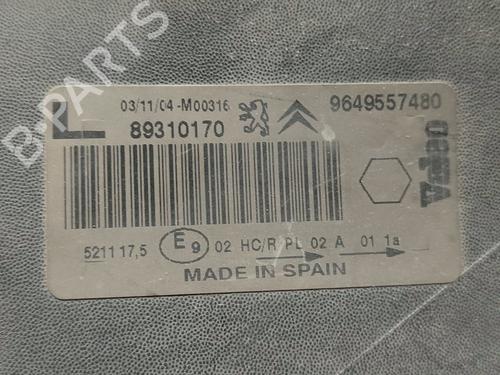 B-PARTS
L
03/11/04 -M00316
89310170
9649557480
Valeo
5211 17,5
E9
02 HC/R PL 02 A 01 1a
MADE IN SPAIN